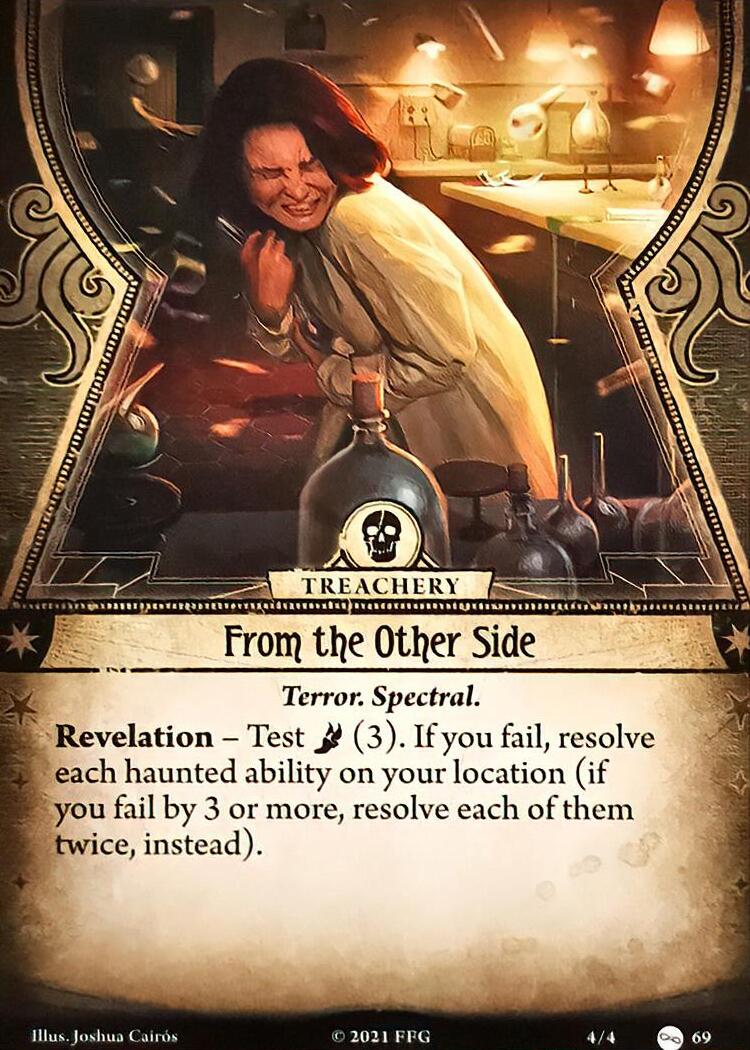 TREACHERY
From the Other Side
Terror. Spectral.
Revelation – Test (3). If you fail, resolve
each haunted ability on your location (if
you fail by 3 or more, resolve each of them
twice, instead).
Illus. Joshua Cairós © 2021 FFG 4/4 69